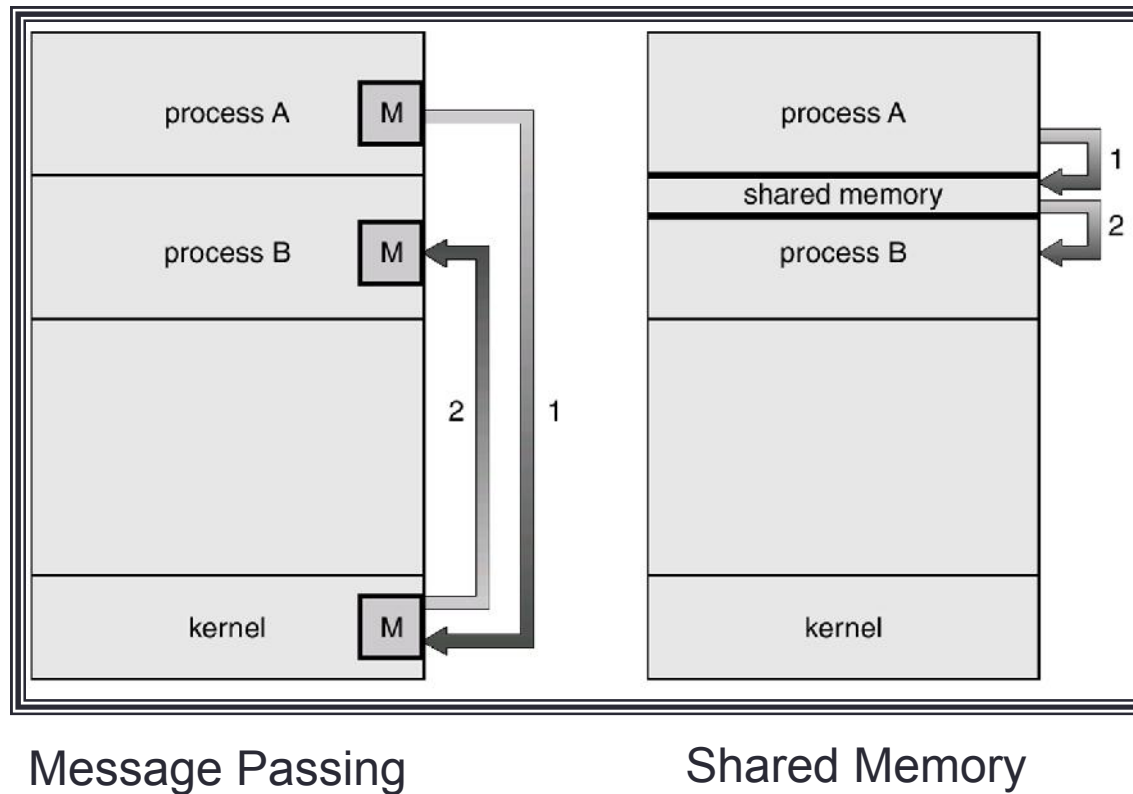 process A
M
process B
M
2
1
kernel
M
process A
1
shared memory
2
process B
kernel
Message Passing
Shared Memory